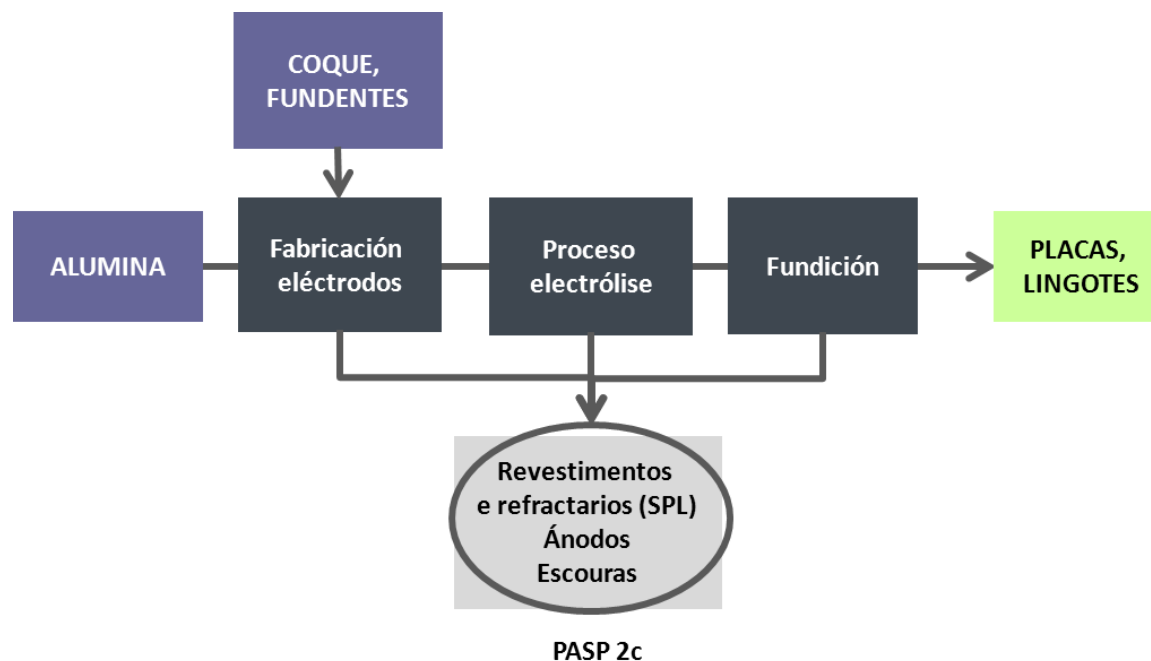 COQUE,
FUNDENTES
ALUMINA
Fabricación
eléctrodos
Proceso
electrólise
Fundición
PLACAS,
LINGOTES
Revestimentos
e refractarios (SPL)
Ánodos
Escouras
PASP 2c